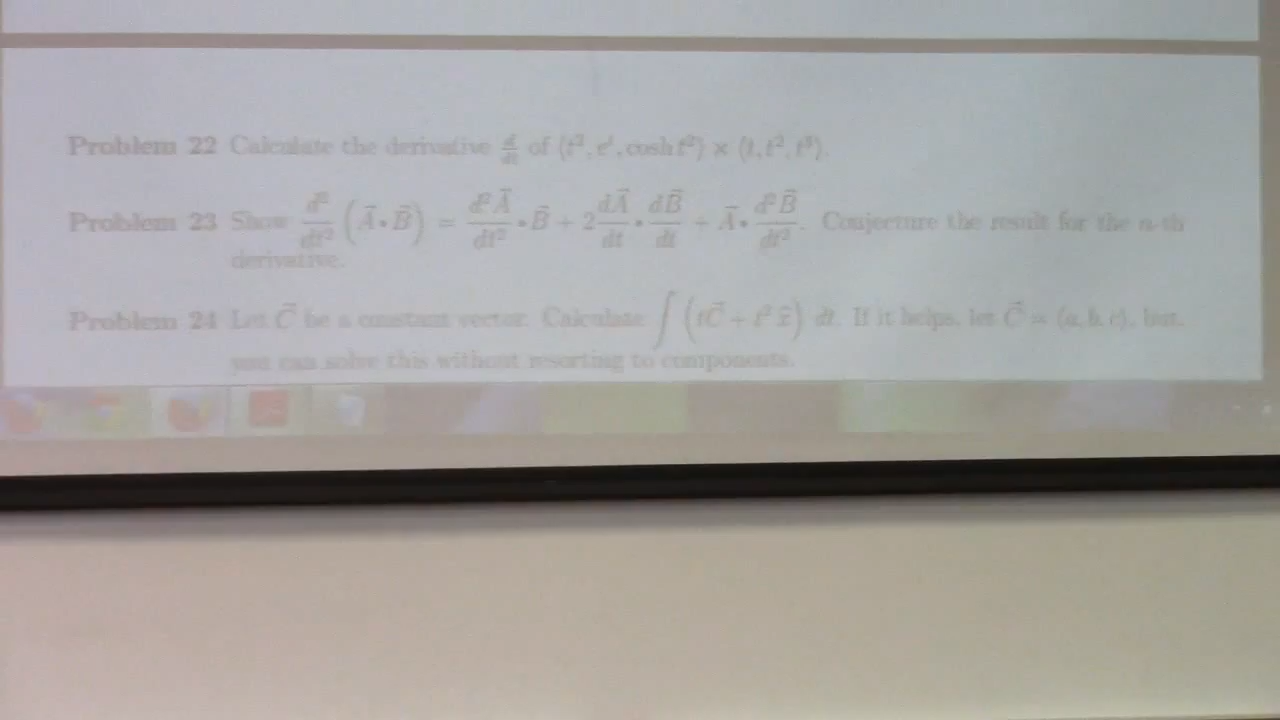 Problem 22 Calculate the derivative d/dt of ⟨t³, eᵗ, cosh t²⟩ × ⟨t, t², t³⟩.
Problem 23 Show d²/dt² (A⃗ • B⃗) = d²A⃗/dt² • B⃗ + 2 dA⃗/dt • dB⃗/dt + A⃗ • d²B⃗/dt². Conjecture the result for the n-th
derivative.
Problem 24 Let C⃗ be a constant vector. Calculate ∫ (tC⃗ + t² x̂) dt. If it helps, let C⃗ = ⟨a, b, c⟩, but,
you can solve this without resorting to components.